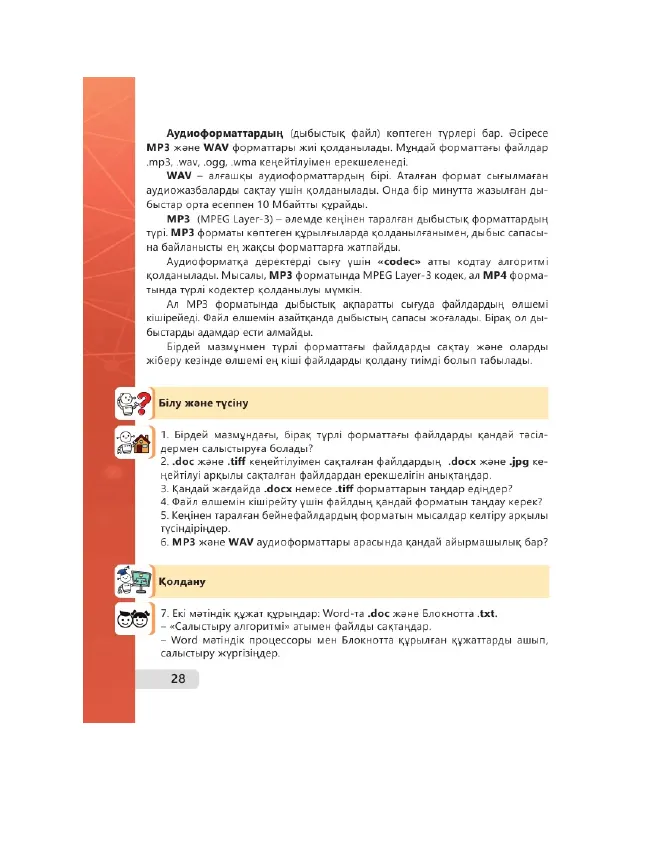 Аудиоформаттардың (дыбыстық файл) көптеген түрлері бар. Әсіресе
MP3 және WAV форматтары жиі қолданылады. Мұндай форматтағы файлдар
.mp3, .wav, .ogg, .wma кеңейтілуімен ерекшеленеді.
WAV – алғашқы аудиоформаттардың бірі. Аталған формат сығылмаған
аудиожазбаларды сақтау үшін қолданылады. Онда бір минутта жазылған ды-
быстар орта есеппен 10 Мбайтты құрайды.
MP3 (MPEG Layer-3) – әлемде кеңінен таралған дыбыстық форматтардың
түрі. MP3 форматы көптеген құрылғыларда қолданылғанымен, дыбыс сапасы-
на байланысты ең жақсы форматтарға жатпайды.
Аудиоформатқа деректерді сығу үшін «codec» атты кодтау алгоритмі
қолданылады. Мысалы, MP3 форматында MPEG Layer-3 кодек, ал MP4 форма-
тында түрлі кодектер қолданылуы мүмкін.
Ал MP3 форматында дыбыстық ақпаратты сығуда файлдардың өлшемі
кішірейеді. Файл өлшемін азайтқанда дыбыстың сапасы жоғалады. Бірақ ол ды-
быстарды адамдар ести алмайды.
Бірдей мазмұнмен түрлі форматтағы файлдарды сақтау және оларды
жіберу кезінде өлшемі ең кіші файлдарды қолдану тиімді болып табылады.
Білу және түсіну
1. Бірдей мазмұндағы, бірақ түрлі форматтағы файлдарды қандай тәсіл-
дермен салыстыруға болады?
2. .doc және .tiff кеңейтілуімен сақталған файлдардың .docx және .jpg ке-
ңейтілуі арқылы сақталған файлдардан ерекшелігін анықтаңдар.
3. Қандай жағдайда .docx немесе .tiff форматтарын таңдар едіңдер?
4. Файл өлшемін кішірейту үшін файлдың қандай форматын таңдау керек?
5. Кеңінен таралған бейнефайлдардың форматын мысалдар келтіру арқылы
түсіндіріңдер.
6. MP3 және WAV аудиоформаттары арасында қандай айырмашылық бар?
Қолдану
7. Екі мәтіндік құжат құрыңдар: Word-та .doc және Блокнотта .txt.
– «Салыстыру алгоритмі» атымен файлды сақтаңдар.
– Word мәтіндік процессоры мен Блокнотта құрылған құжаттарды ашып,
салыстыру жүргізіңдер.
28